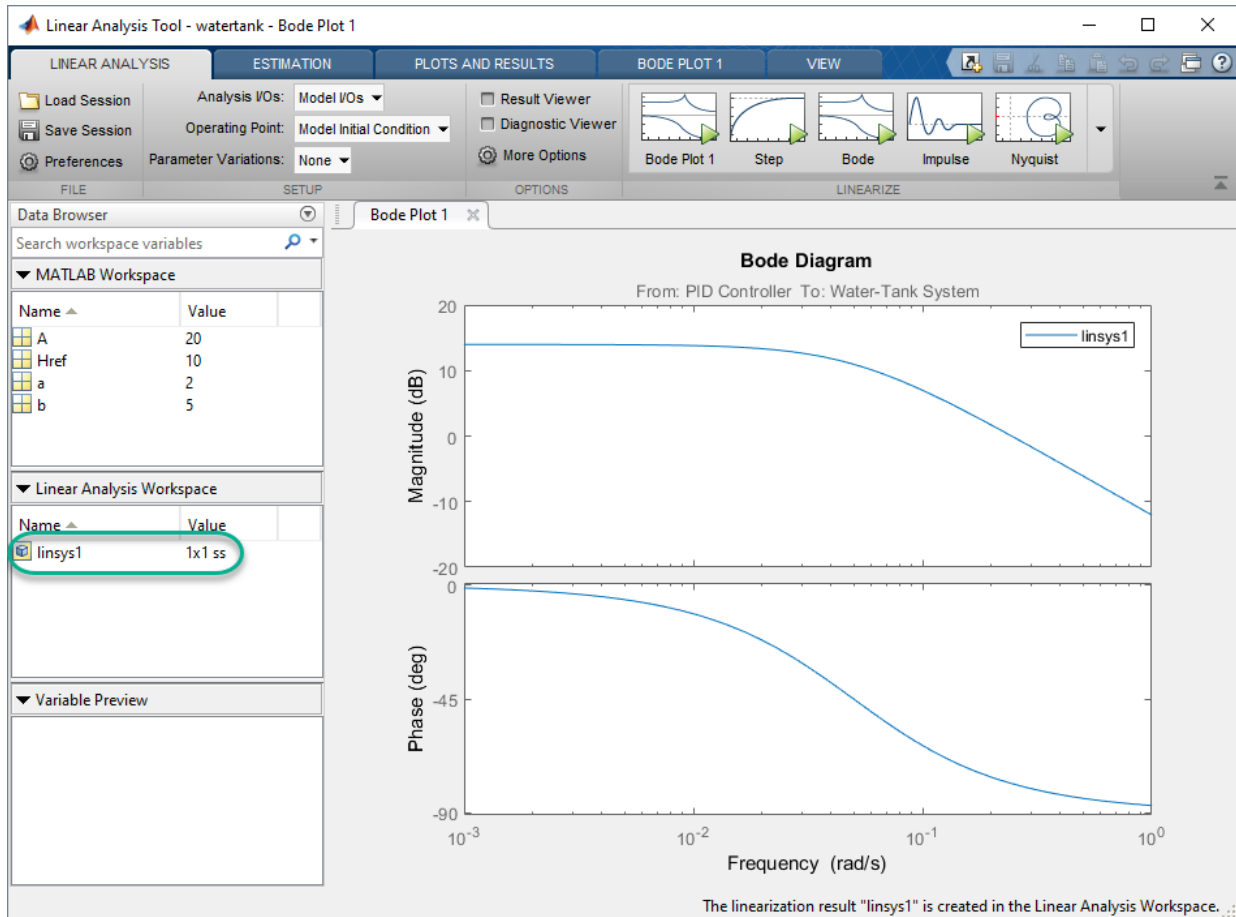 Linear Analysis Tool - watertank - Bode Plot 1
LINEAR ANALYSIS ESTIMATION PLOTS AND RESULTS BODE PLOT 1 VIEW
Load Session Analysis I/Os: Model I/Os Result Viewer
Save Session Operating Point: Model Initial Condition Diagnostic Viewer
Preferences Parameter Variations: None More Options Bode Plot 1 Step Bode Impulse Nyquist
FILE SETUP OPTIONS LINEARIZE
Data Browser
Search workspace variables
MATLAB Workspace
Name Value
A 20
Href 10
a 2
b 5
Linear Analysis Workspace
Name Value
linsys1 1x1 ss
Variable Preview
Bode Plot 1
Bode Diagram
From: PID Controller To: Water-Tank System
linsys1
Magnitude (dB)
20
10
0
-10
-20
Phase (deg)
0
-45
-90
10^-3 10^-2 10^-1 10^0
Frequency (rad/s)
The linearization result "linsys1" is created in the Linear Analysis Workspace.